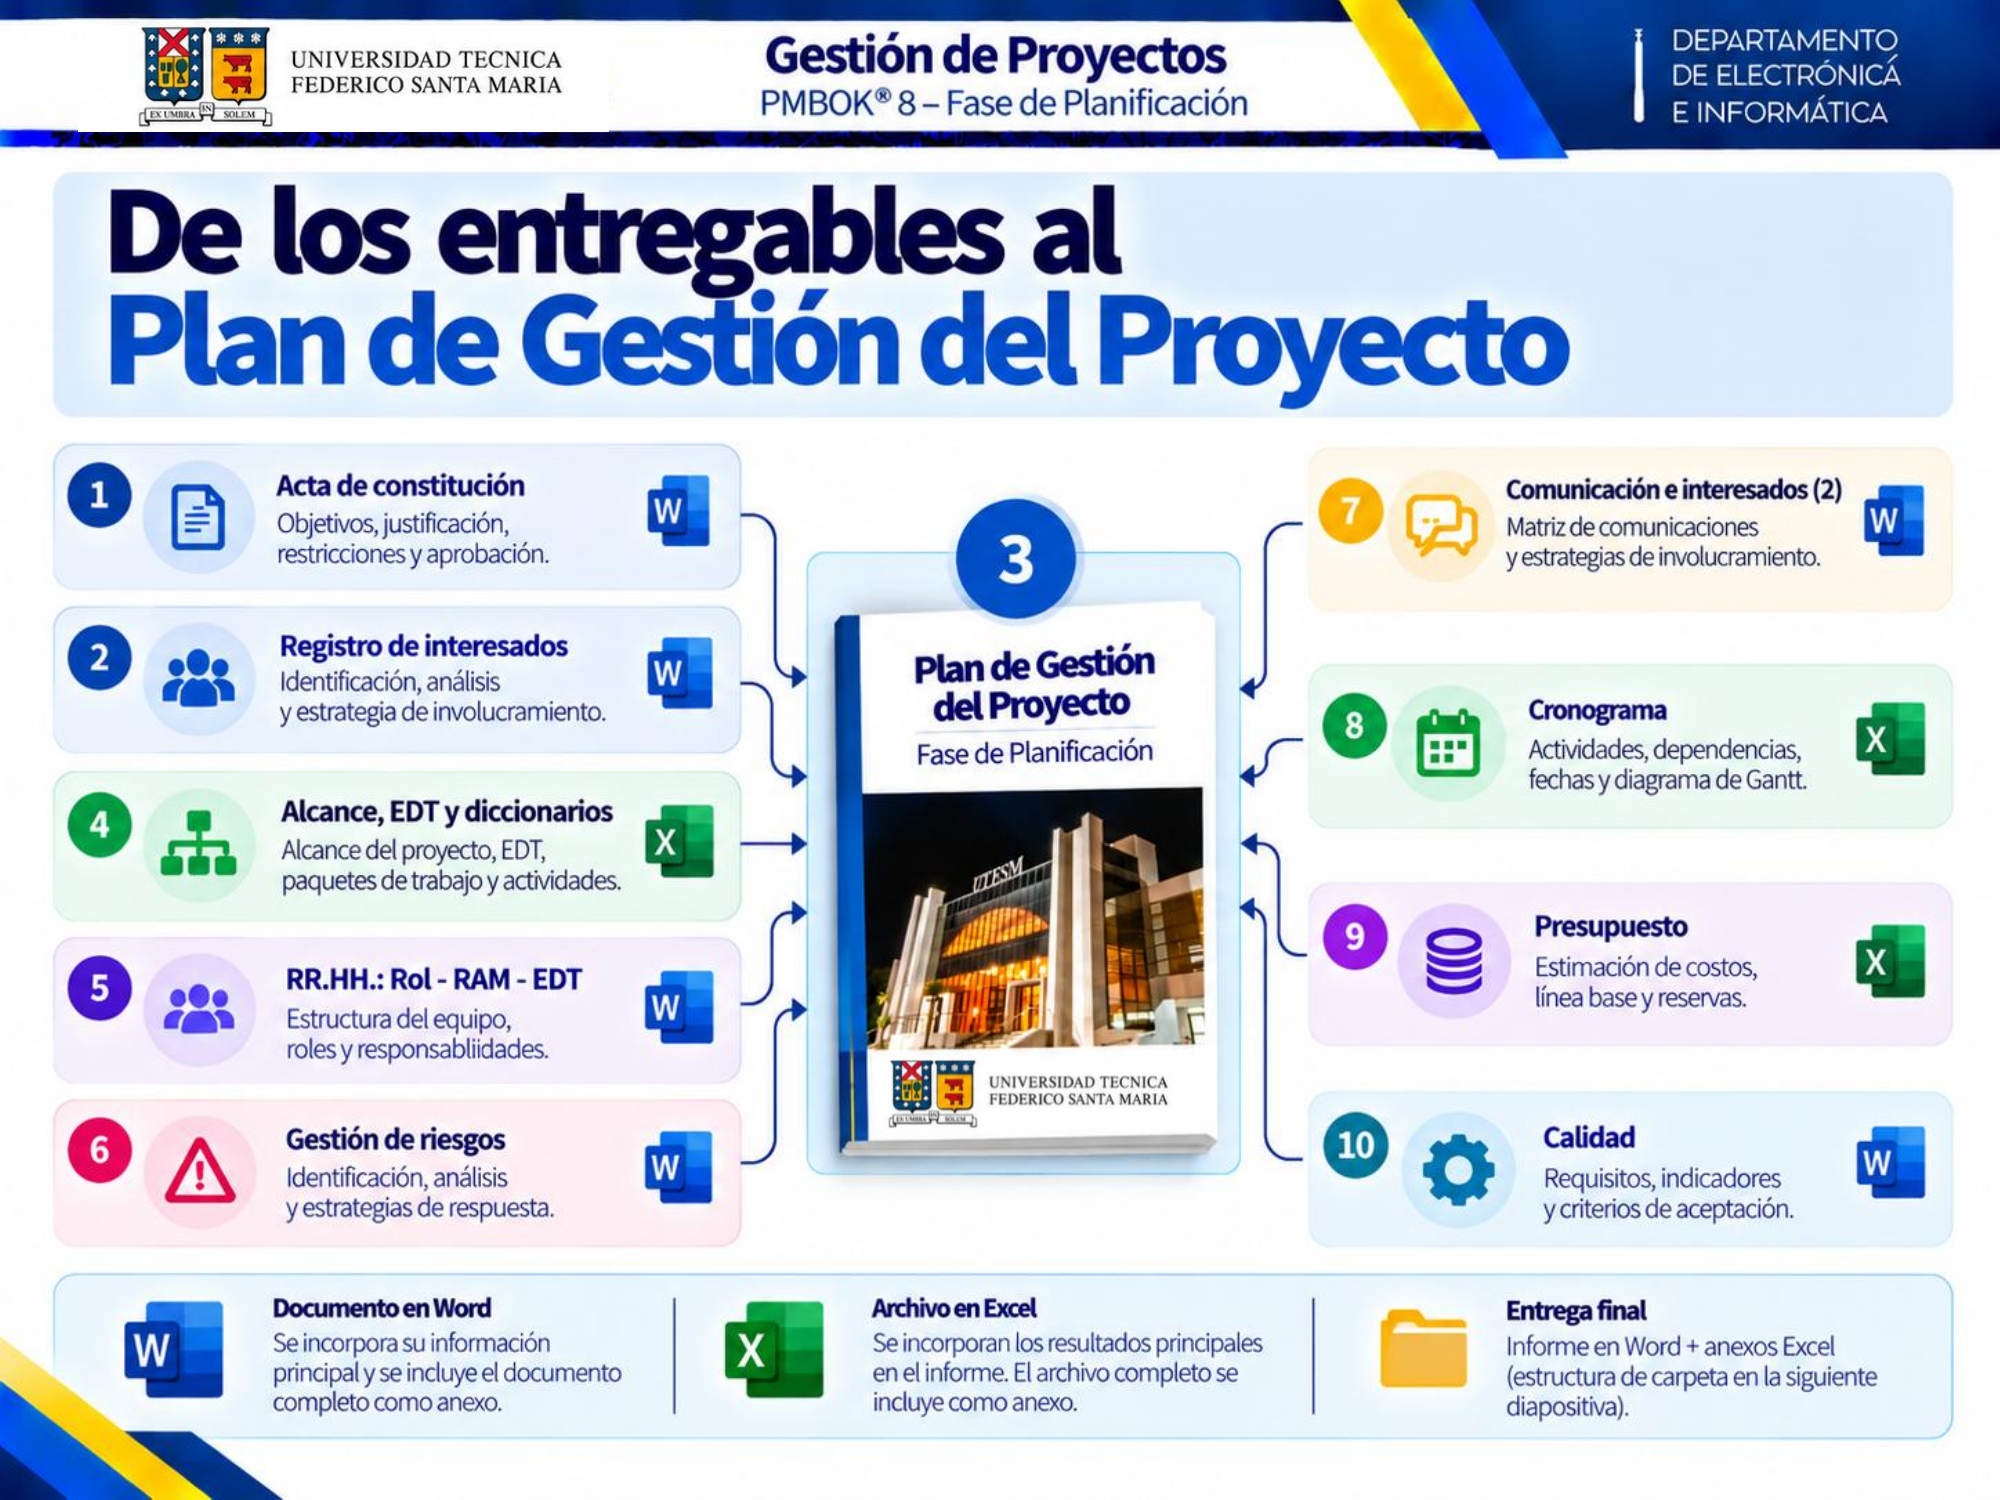 UNIVERSIDAD TECNICA
FEDERICO SANTA MARIA
EX UMBRA IN SOLEM
Gestión de Proyectos
PMBOK® 8 – Fase de Planificación
DEPARTAMENTO
DE ELECTRÓNICÁ
E INFORMÁTICA
De los entregables al
Plan de Gestión del Proyecto
1
Acta de constitución
Objetivos, justificación,
restricciones y aprobación.
W
2
Registro de interesados
Identificación, análisis
y estrategia de involucramiento.
W
4
Alcance, EDT y diccionarios
Alcance del proyecto, EDT,
paquetes de trabajo y actividades.
X
5
RR.HH.: Rol - RAM - EDT
Estructura del equipo,
roles y responsabliidades.
W
6
Gestión de riesgos
Identificación, análisis
y estrategias de respuesta.
W
3
Plan de Gestión
del Proyecto
Fase de Planificación
UTFSM
UNIVERSIDAD TECNICA
FEDERICO SANTA MARIA
EX UMBRA IN SOLEM
7
Comunicación e interesados (2)
Matriz de comunicaciones
y estrategias de involucramiento.
W
8
Cronograma
Actividades, dependencias,
fechas y diagrama de Gantt.
X
9
Presupuesto
Estimación de costos,
línea base y reservas.
X
10
Calidad
Requisitos, indicadores
y criterios de aceptación.
W
W
Documento en Word
Se incorpora su información
principal y se incluye el documento
completo como anexo.
X
Archivo en Excel
Se incorporan los resultados principales
en el informe. El archivo completo se
incluye como anexo.
Entrega final
Informe en Word + anexos Excel
(estructura de carpeta en la siguiente
diapositiva).